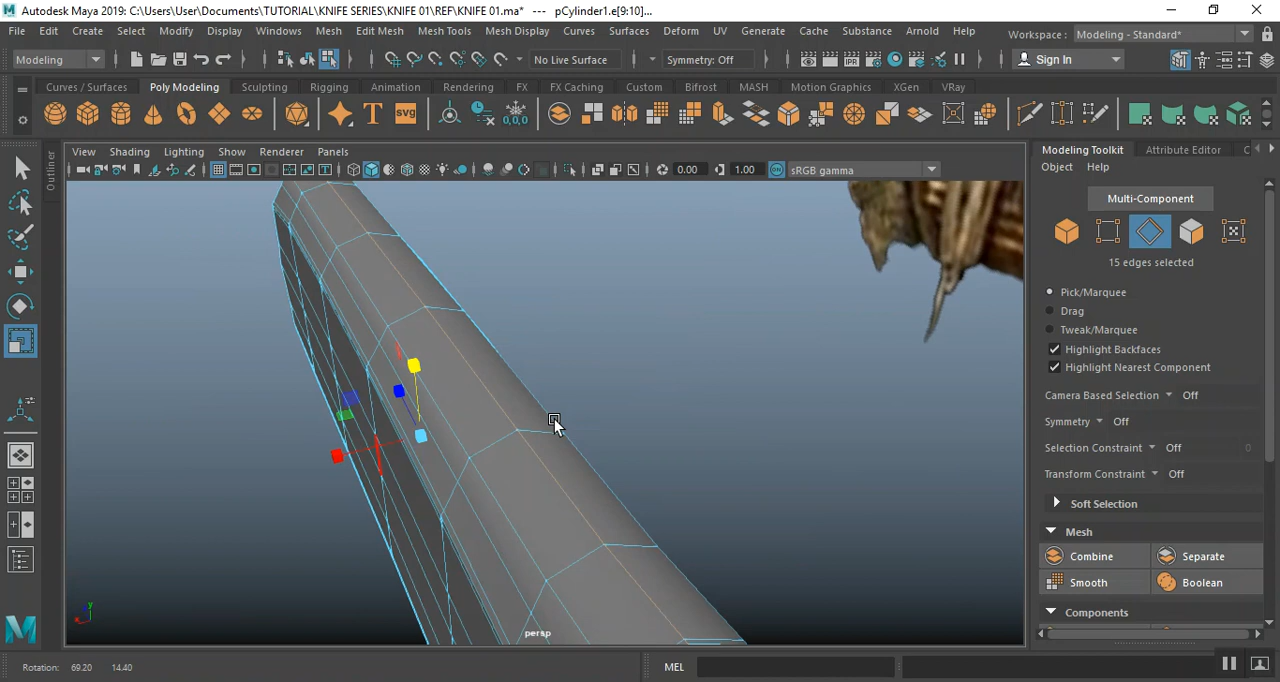 Autodesk Maya 2019: C:\Users\User\Documents\TUTORIAL\KNIFE SERIES\KNIFE 01\REF\KNIFE 01.ma* --- pCylinder1.e[9:10]...
File Edit Create Select Modify Display Windows Mesh Edit Mesh Mesh Tools Mesh Display Curves Surfaces Deform UV Generate Cache Substance Arnold Help Workspace : Modeling - Standard*
Modeling No Live Surface Symmetry: Off IPR Sign In
Curves / Surfaces Poly Modeling Sculpting Rigging Animation Rendering FX FX Caching Custom Bifrost MASH Motion Graphics XGen VRay
T SVG 0,0,0
View Shading Lighting Show Renderer Panels
0.00 1.00 ON sRGB gamma
Outliner
Modeling Toolkit Attribute Editor C
Object Help
Multi-Component
15 edges selected
Pick/Marquee
Drag
Tweak/Marquee
Highlight Backfaces
Highlight Nearest Component
Camera Based Selection Off
Symmetry Off
Selection Constraint Off 0
Transform Constraint Off
Soft Selection
Mesh
Combine Separate
Smooth Boolean
Components
y
persp
Rotation: 69.20 14.40 MEL